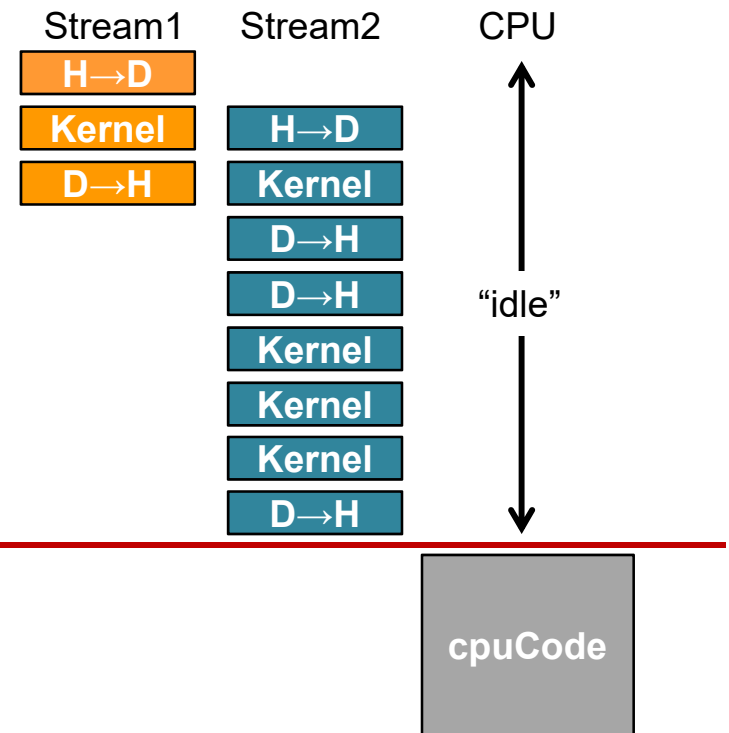 Stream1 Stream2 CPU
H→D
Kernel H→D
D→H Kernel
D→H
D→H
“idle”
Kernel
Kernel
Kernel
D→H
cpuCode